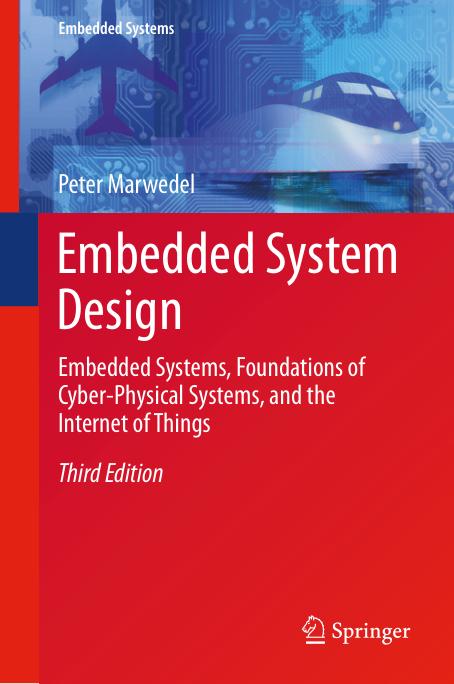 Embedded Systems
Peter Marwedel
Embedded System
Design
Embedded Systems, Foundations of
Cyber-Physical Systems, and the
Internet of Things
Third Edition
Springer